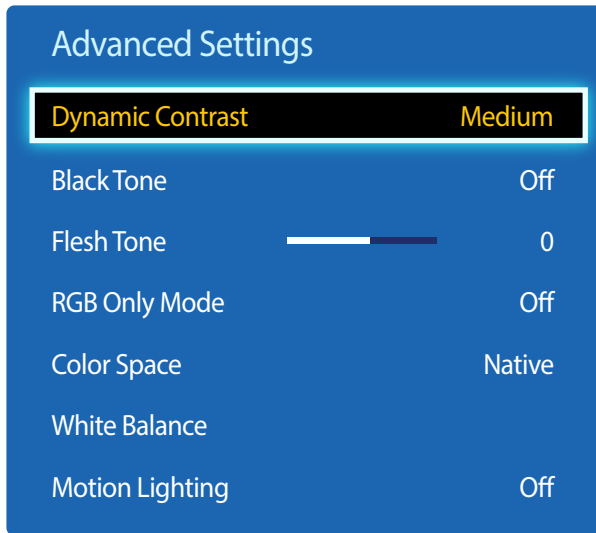 Advanced Settings
Dynamic Contrast Medium
Black Tone Off
Flesh Tone 0
RGB Only Mode Off
Color Space Native
White Balance
Motion Lighting Off